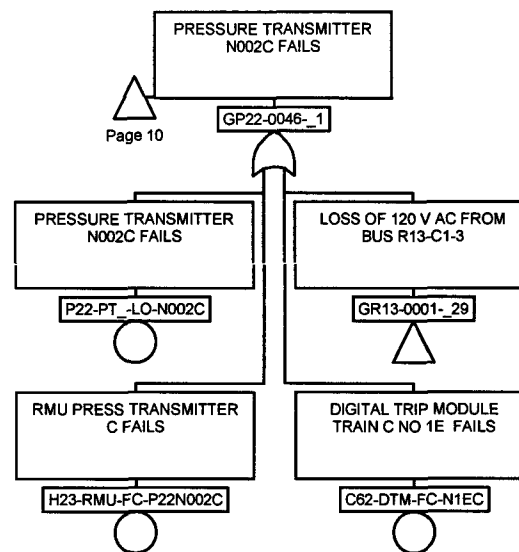 PRESSURE TRANSMITTER
N002C FAILS
Page 10
GP22-0046-_1
PRESSURE TRANSMITTER
N002C FAILS
LOSS OF 120 V AC FROM
BUS R13-C1-3
P22-PT_-LO-N002C
GR13-0001-_29
RMU PRESS TRANSMITTER
C FAILS
DIGITAL TRIP MODULE
TRAIN C NO 1E FAILS
H23-RMU-FC-P22N002C
C62-DTM-FC-N1EC